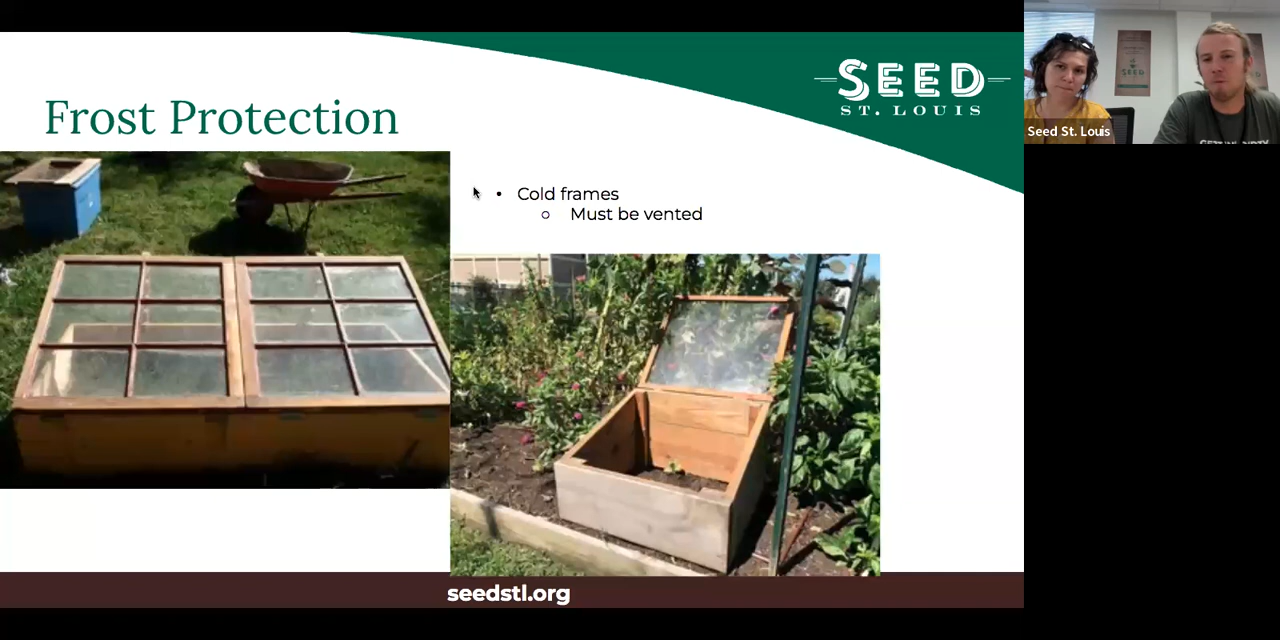 SEED
ST. LOUIS
Frost Protection
• Cold frames
○ Must be vented
seedstl.org
Seed St. Louis